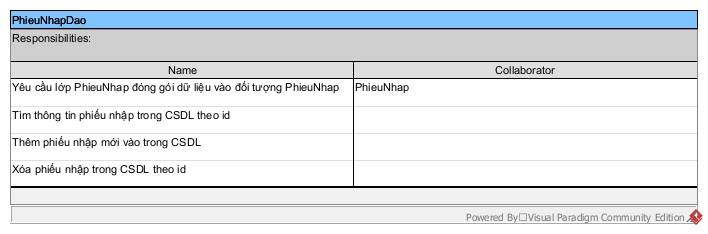 PhieuNhapDao
Responsibilities:
Name Collaborator
Yêu cầu lớp PhieuNhap đóng gói dữ liệu vào đối tượng PhieuNhap PhieuNhap
Tìm thông tin phiếu nhập trong CSDL theo id
Thêm phiếu nhập mới vào trong CSDL
Xóa phiếu nhập trong CSDL theo id
Powered By□Visual Paradigm Community Edition